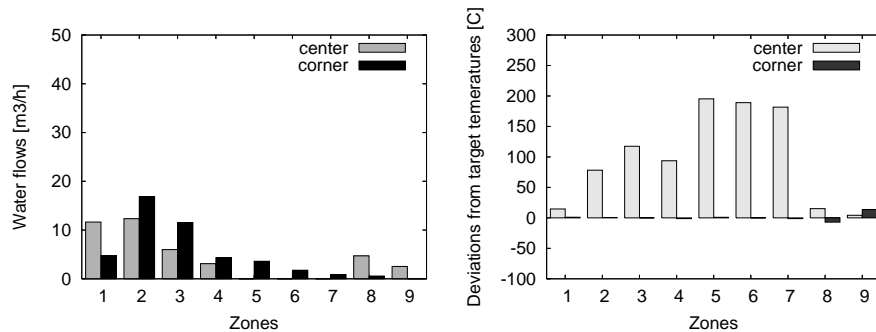 Water flows [m3/h]
50
40
30
20
10
0
center
corner
1 2 3 4 5 6 7 8 9
Zones
Deviations from target temeratures [C]
300
250
200
150
100
50
0
-50
-100
center
corner
1 2 3 4 5 6 7 8 9
Zones